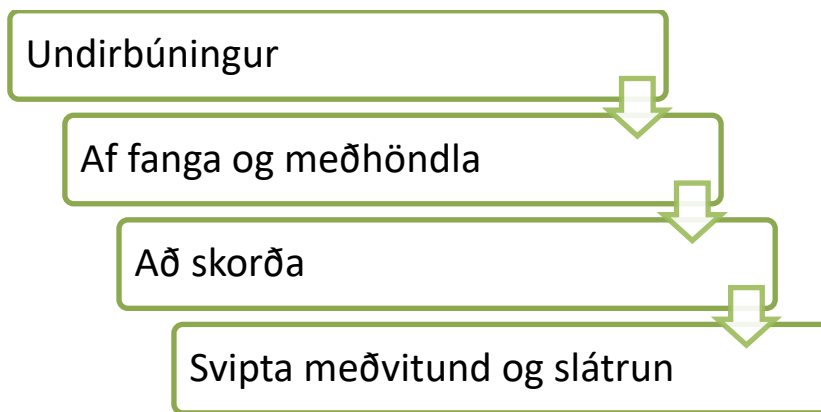 Undirbúningur
Af fanga og meðhöndla
Að skorða
Svipta meðvitund og slátrun